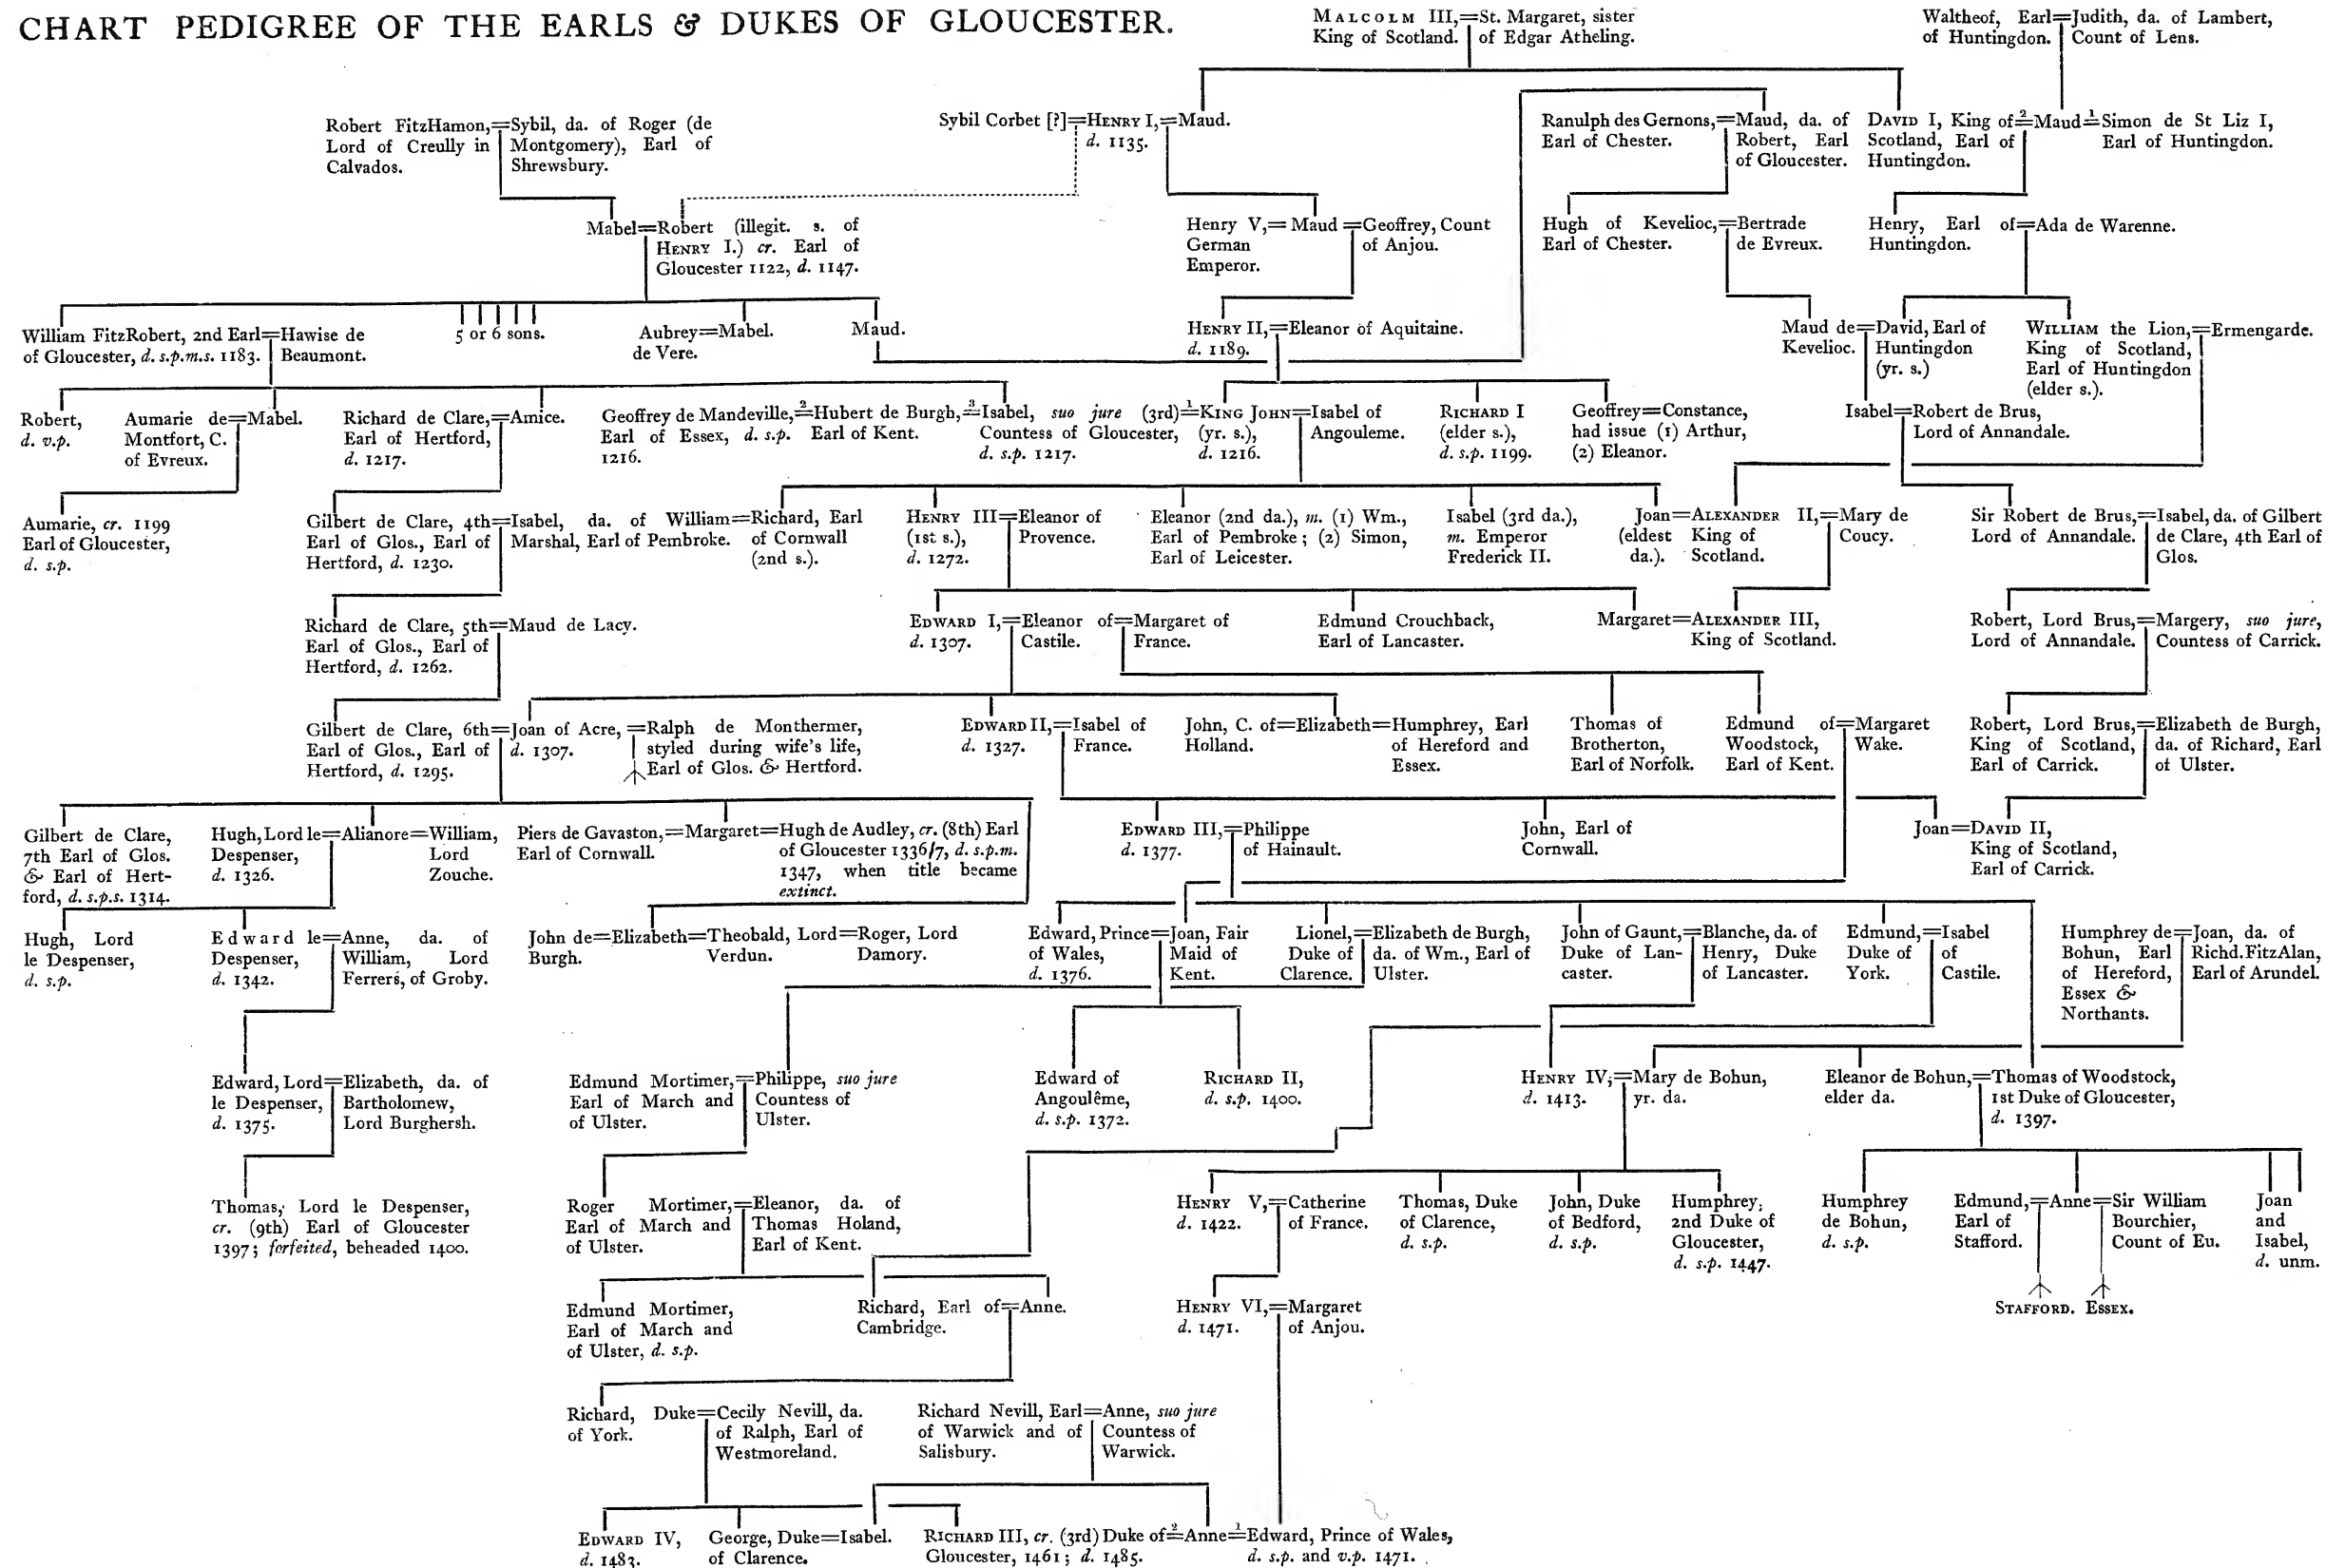 CHART PEDIGREE OF THE EARLS & DUKES OF GLOUCESTER.
MALCOLM III,=St. Margaret, sister
King of Scotland. of Edgar Atheling.
Waltheof, Earl=Judith, da. of Lambert,
of Huntingdon. Count of Lens.
Robert FitzHamon,=Sybil, da. of Roger (de
Lord of Creully in Montgomery), Earl of
Calvados. Shrewsbury.
Sybil Corbet [?]=HENRY I,=Maud.
d. 1135.
Ranulph des Gernons,=Maud, da. of
Earl of Chester. Robert, Earl
of Gloucester.
DAVID I, King of=2Maud1=Simon de St Liz I,
Scotland, Earl of Earl of Huntingdon.
Huntingdon.
Mabel=Robert (illegit. s. of
HENRY I.) cr. Earl of
Gloucester 1122, d. 1147.
Henry V,= Maud =Geoffrey, Count
German of Anjou.
Emperor.
Hugh of Kevelioc,=Bertrade
Earl of Chester. de Evreux.
Henry, Earl of=Ada de Warenne.
Huntingdon.
William FitzRobert, 2nd Earl=Hawise de
of Gloucester, d. s.p.m.s. 1183. Beaumont.
5 or 6 sons.
Aubrey=Mabel.
de Vere.
Maud.
HENRY II,=Eleanor of Aquitaine.
d. 1189.
Maud de=David, Earl of
Kevelioc. Huntingdon
(yr. s.)
WILLIAM the Lion,=Ermengarde.
King of Scotland,
Earl of Huntingdon
(elder s.).
Robert,
d. v.p.
Aumarie de=Mabel.
Montfort, C.
of Evreux.
Richard de Clare,=Amice.
Earl of Hertford,
d. 1217.
Geoffrey de Mandeville,=2Hubert de Burgh,=3Isabel, suo jure (3rd)=1KING JOHN=Isabel of
Earl of Essex, d. s.p. Earl of Kent. Countess of Gloucester, (yr. s.), Angouleme.
1216. d. s.p. 1217. d. 1216.
RICHARD I
(elder s.),
d. s.p. 1199.
Geoffrey=Constance,
had issue (1) Arthur,
(2) Eleanor.
Isabel=Robert de Brus,
Lord of Annandale.
Aumarie, cr. 1199
Earl of Gloucester,
d. s.p.
Gilbert de Clare, 4th=Isabel, da. of William=Richard, Earl
Earl of Glos., Earl of Marshal, Earl of Pembroke. of Cornwall
Hertford, d. 1230. (2nd s.).
HENRY III=Eleanor of
(1st s.), Provence.
d. 1272.
Eleanor (2nd da.), m. (1) Wm.,
Earl of Pembroke; (2) Simon,
Earl of Leicester.
Isabel (3rd da.),
m. Emperor
Frederick II.
Joan=ALEXANDER II,=Mary de
(eldest King of Coucy.
da.). Scotland.
Sir Robert de Brus,=Isabel, da. of Gilbert
Lord of Annandale. de Clare, 4th Earl of
Glos.
Richard de Clare, 5th=Maud de Lacy.
Earl of Glos., Earl of
Hertford, d. 1262.
EDWARD I,=Eleanor of=Margaret of
d. 1307. Castile. France.
Edmund Crouchback,
Earl of Lancaster.
Margaret=ALEXANDER III,
King of Scotland.
Robert, Lord Brus,=Margery, suo jure,
Lord of Annandale. Countess of Carrick.
Gilbert de Clare, 6th=Joan of Acre, =Ralph de Monthermer,
Earl of Glos., Earl of d. 1307. styled during wife's life,
Hertford, d. 1295. Earl of Glos. & Hertford.
EDWARD II,=Isabel of
d. 1327. France.
John, C. of=Elizabeth=Humphrey, Earl
Holland. of Hereford and
Essex.
Thomas of
Brotherton,
Earl of Norfolk.
Edmund of=Margaret
Woodstock, Wake.
Earl of Kent.
Robert, Lord Brus,=Elizabeth de Burgh,
King of Scotland, da. of Richard, Earl
Earl of Carrick. of Ulster.
Gilbert de Clare,
7th Earl of Glos.
& Earl of Hert-
ford, d. s.p.s. 1314.
Hugh, Lord le=Alianore=William,
Despenser, Lord
d. 1326. Zouche.
Piers de Gavaston,=Margaret=Hugh de Audley, cr. (8th) Earl
Earl of Cornwall. of Gloucester 1336/7, d. s.p.m.
1347, when title became
extinct.
EDWARD III,=Philippe
d. 1377. of Hainault.
John, Earl of
Cornwall.
Joan=DAVID II,
King of Scotland,
Earl of Carrick.
Hugh, Lord
le Despenser,
d. s.p.
Edward le=Anne, da. of
Despenser, William, Lord
d. 1342. Ferrers, of Groby.
John de=Elizabeth=Theobald, Lord=Roger, Lord
Burgh. Verdun. Damory.
Edward, Prince=Joan, Fair
of Wales, Maid of
d. 1376. Kent.
Lionel,=Elizabeth de Burgh,
Duke of da. of Wm., Earl of
Clarence. Ulster.
John of Gaunt,=Blanche, da. of
Duke of Lan- Henry, Duke
caster. of Lancaster.
Edmund,=Isabel
Duke of of
York. Castile.
Humphrey de=Joan, da. of
Bohun, Earl Richd. FitzAlan,
of Hereford, Earl of Arundel.
Essex &
Northants.
Edward, Lord=Elizabeth, da. of
le Despenser, Bartholomew,
d. 1375. Lord Burghersh.
Edmund Mortimer,=Philippe, suo jure
Earl of March and Countess of
of Ulster. Ulster.
Edward of
Angoulême,
d. s.p. 1372.
RICHARD II,
d. s.p. 1400.
HENRY IV,=Mary de Bohun,
d. 1413. yr. da.
Eleanor de Bohun,=Thomas of Woodstock,
elder da. 1st Duke of Gloucester,
d. 1397.
Thomas, Lord le Despenser,
cr. (9th) Earl of Gloucester
1397; forfeited, beheaded 1400.
Roger Mortimer,=Eleanor, da. of
Earl of March and Thomas Holand,
of Ulster. Earl of Kent.
HENRY V,=Catherine
d. 1422. of France.
Thomas, Duke
of Clarence,
d. s.p.
John, Duke
of Bedford,
d. s.p.
Humphrey,
2nd Duke of
Gloucester,
d. s.p. 1447.
Humphrey
de Bohun,
d. s.p.
Edmund,=Anne=Sir William
Earl of Bourchier,
Stafford. Count of Eu.
Joan
and
Isabel,
d. unm.
STAFFORD. ESSEX.
Edmund Mortimer,
Earl of March and
of Ulster, d. s.p.
Richard, Earl of=Anne.
Cambridge.
HENRY VI,=Margaret
d. 1471. of Anjou.
Richard, Duke=Cecily Nevill, da.
of York. of Ralph, Earl of
Westmoreland.
Richard Nevill, Earl=Anne, suo jure
of Warwick and of Countess of
Salisbury. Warwick.
EDWARD IV,
d. 1483.
George, Duke=Isabel.
of Clarence.
RICHARD III, cr. (3rd) Duke of=2Anne=1Edward, Prince of Wales,
Gloucester, 1461; d. 1485. d. s.p. and v.p. 1471.